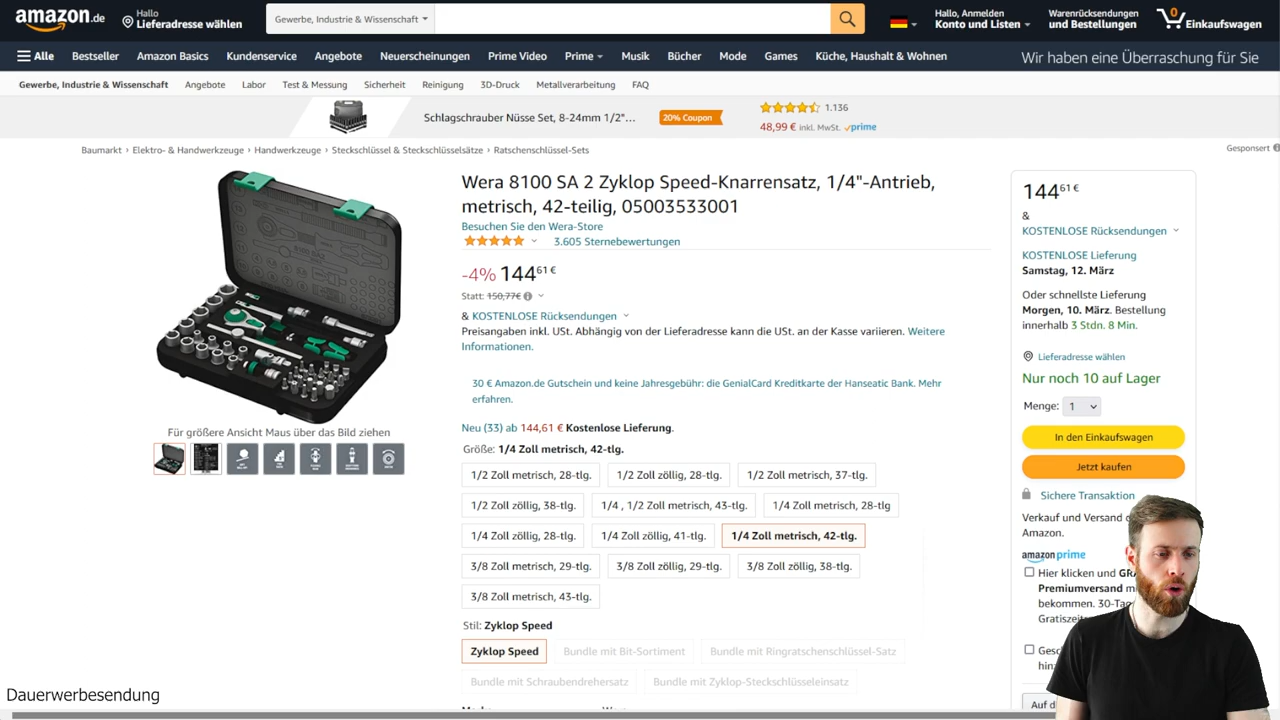 amazon.de
Hallo
Lieferadresse wählen
Gewerbe, Industrie & Wissenschaft
Hallo, Anmelden
Konto und Listen
Warenrücksendungen
und Bestellungen
Einkaufswagen
Alle
Bestseller
Amazon Basics
Kundenservice
Angebote
Neuerscheinungen
Prime Video
Prime
Musik
Bücher
Mode
Games
Küche, Haushalt & Wohnen
Wir haben eine Überraschung für Sie
Gewerbe, Industrie & Wissenschaft
Angebote
Labor
Test & Messung
Sicherheit
Reinigung
3D-Druck
Metallverarbeitung
FAQ
Schlagschrauber Nüsse Set, 8-24mm 1/2"...
20% Coupon
1.136
48,99 € inkl. MwSt. prime
Baumarkt › Elektro- & Handwerkzeuge › Handwerkzeuge › Steckschlüssel & Steckschlüsselsätze › Ratschenschlüssel-Sets
Gesponsert
Wera 8100 SA 2 Zyklop Speed-Knarrensatz, 1/4"-Antrieb,
metrisch, 42-teilig, 05003533001
Besuchen Sie den Wera-Store
3.605 Sternebewertungen
-4% 144 61 €
Statt: 150,77€
& KOSTENLOSE Rücksendungen
Preisangaben inkl. USt. Abhängig von der Lieferadresse kann die USt. an der Kasse variieren. Weitere
Informationen.
30 € Amazon.de Gutschein und keine Jahresgebühr: die GenialCard Kreditkarte der Hanseatic Bank. Mehr
erfahren.
Neu (33) ab 144,61 € Kostenlose Lieferung.
Größe: 1/4 Zoll metrisch, 42-tlg.
1/2 Zoll metrisch, 28-tlg.
1/2 Zoll zöllig, 28-tlg.
1/2 Zoll metrisch, 37-tlg.
1/2 Zoll zöllig, 38-tlg.
1/4 , 1/2 Zoll metrisch, 43-tlg.
1/4 Zoll metrisch, 28-tlg
1/4 Zoll zöllig, 28-tlg.
1/4 Zoll zöllig, 41-tlg.
1/4 Zoll metrisch, 42-tlg.
3/8 Zoll metrisch, 29-tlg.
3/8 Zoll zöllig, 29-tlg.
3/8 Zoll zöllig, 38-tlg.
3/8 Zoll metrisch, 43-tlg.
Stil: Zyklop Speed
Zyklop Speed
Bundle mit Bit-Sortiment
Bundle mit Ringratschenschlüssel-Satz
Bundle mit Schraubendrehersatz
Bundle mit Zyklop-Steckschlüsseleinsatz
Für größere Ansicht Maus über das Bild ziehen
144 61 €
&
KOSTENLOSE Rücksendungen
KOSTENLOSE Lieferung
Samstag, 12. März
Oder schnellste Lieferung
Morgen, 10. März. Bestellung
innerhalb 3 Stdn. 8 Min.
Lieferadresse wählen
Nur noch 10 auf Lager
Menge: 1
In den Einkaufswagen
Jetzt kaufen
Sichere Transaktion
Verkauf und Versand
Amazon.
amazon prime
Hier klicken und
Premiumversand
bekommen. 30-
Auf
Dauerwerbesendung